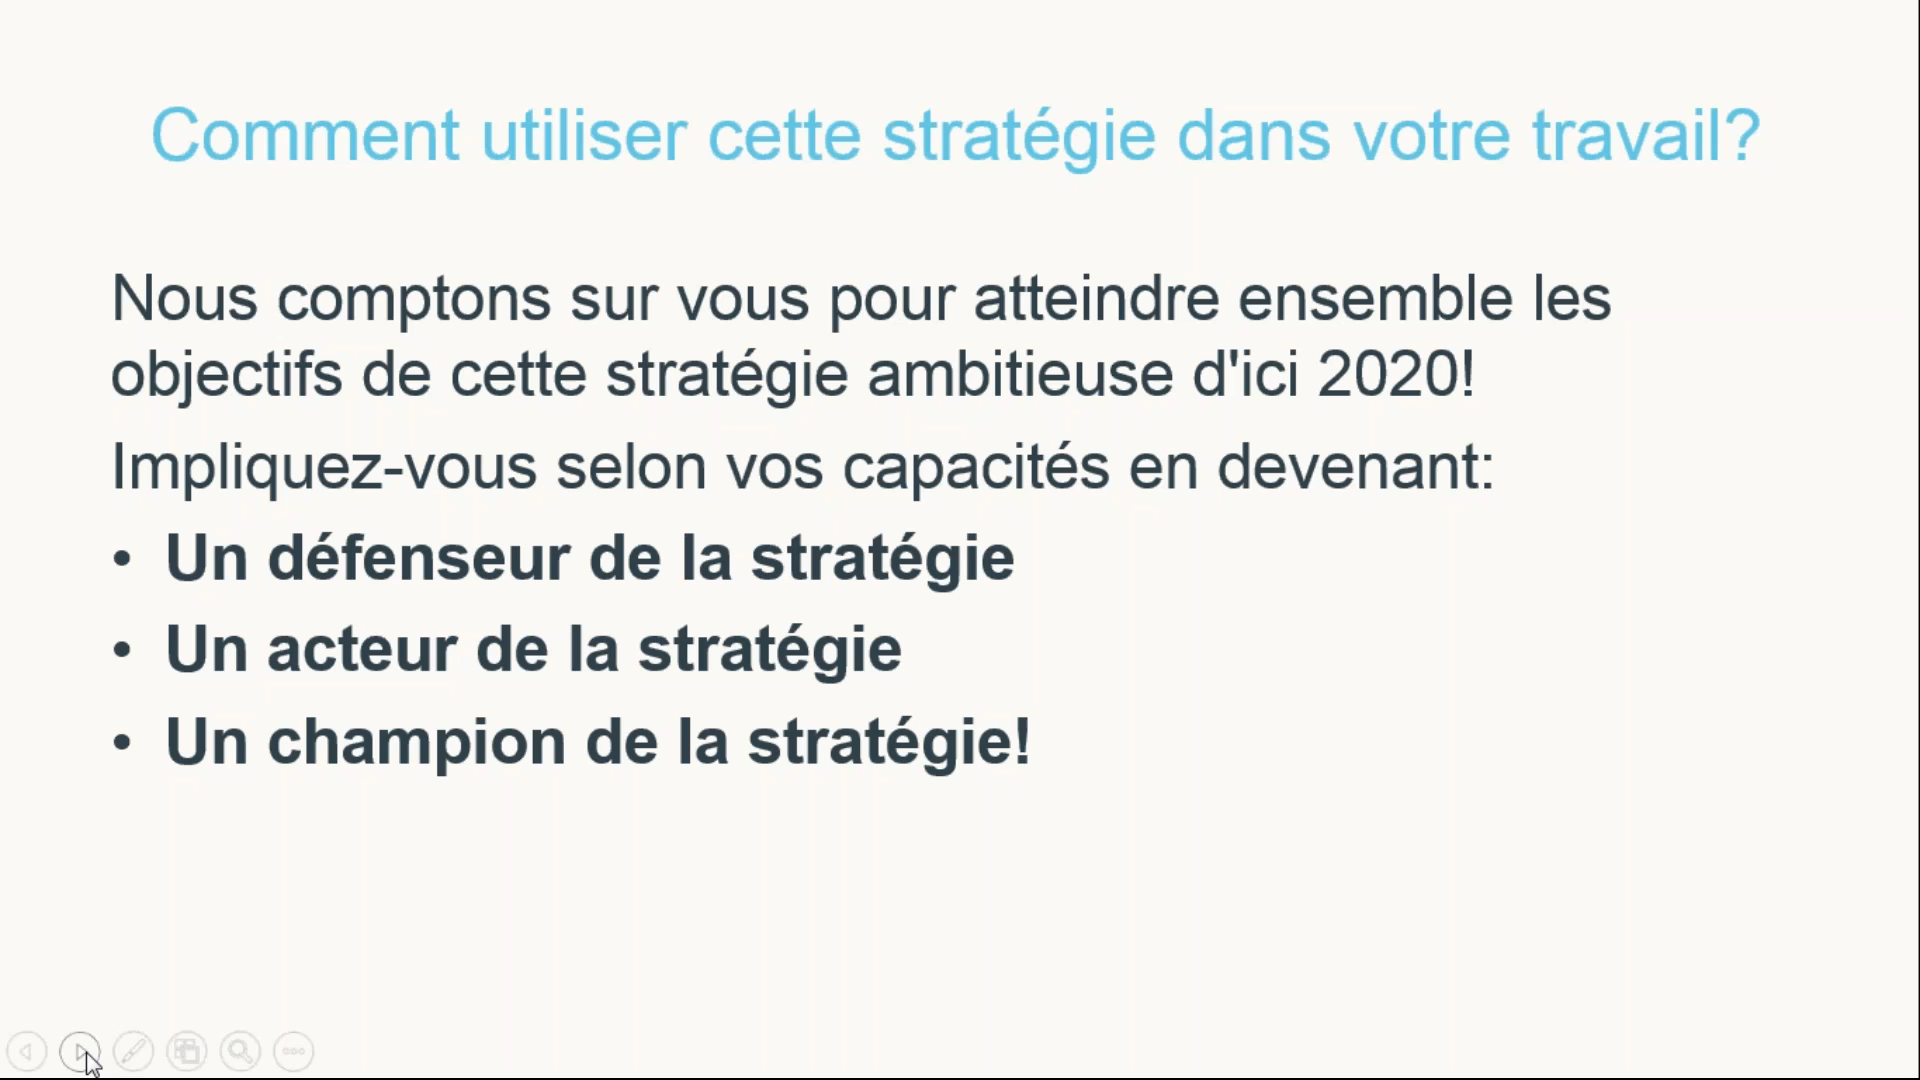 Comment utiliser cette stratégie dans votre travail?
Nous comptons sur vous pour atteindre ensemble les
objectifs de cette stratégie ambitieuse d'ici 2020!
Impliquez-vous selon vos capacités en devenant:
• Un défenseur de la stratégie
• Un acteur de la stratégie
• Un champion de la stratégie!